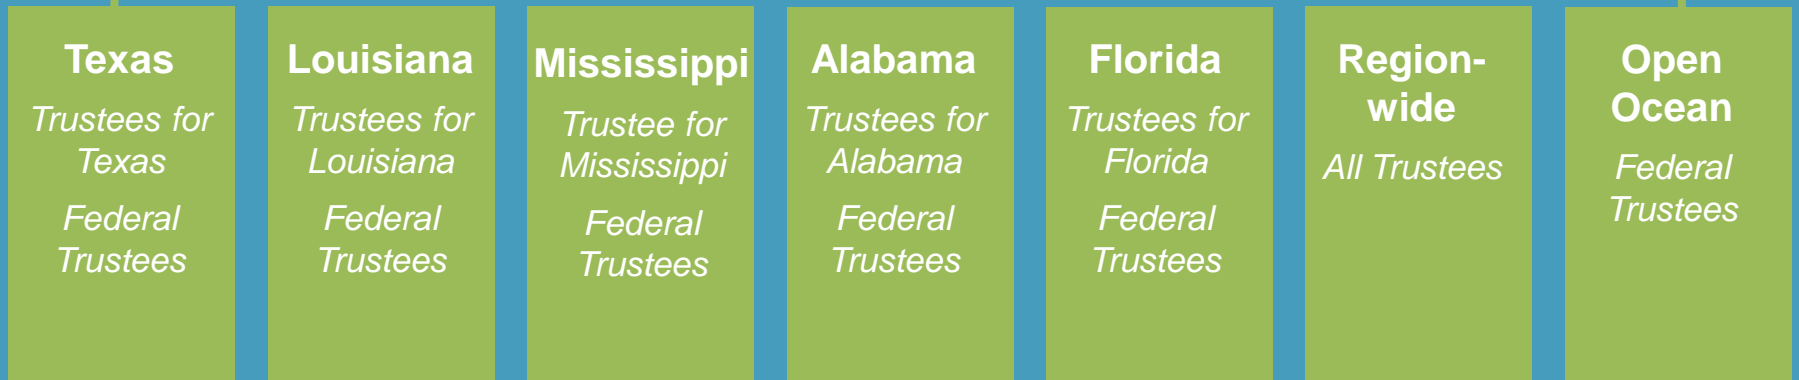 Texas
Trustees for
Texas
Federal
Trustees
Louisiana
Trustees for
Louisiana
Federal
Trustees
Mississippi
Trustee for
Mississippi
Federal
Trustees
Alabama
Trustees for
Alabama
Federal
Trustees
Florida
Trustees for
Florida
Federal
Trustees
Region-
wide
All Trustees
Open
Ocean
Federal
Trustees